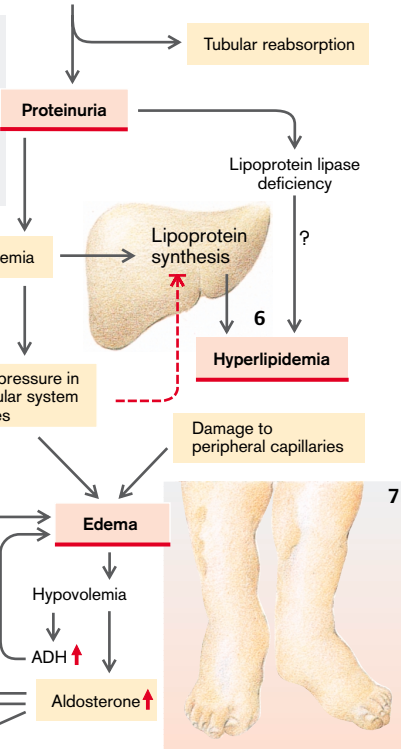 Tubular reabsorption
Proteinuria
Lipoprotein lipase
deficiency
Lipoprotein
synthesis
?
emia
6
Hyperlipidemia
pressure in
ular system
es
Damage to
peripheral capillaries
7
Edema
Hypovolemia
ADH
Aldosterone